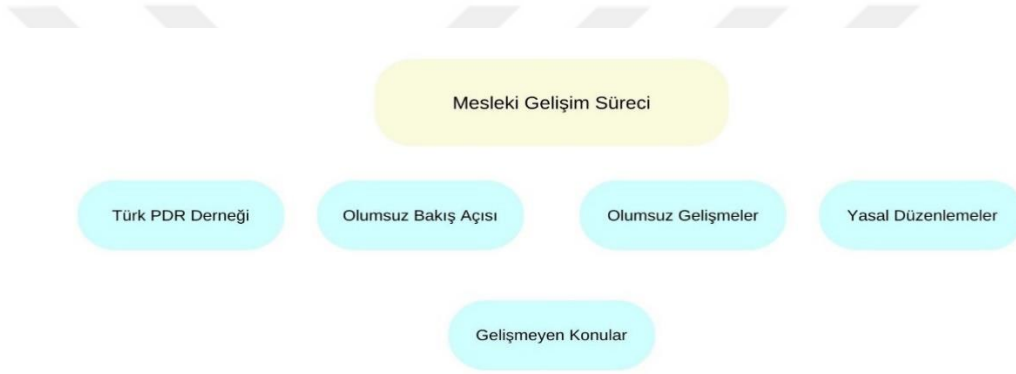 Mesleki Gelişim Süreci
Türk PDR Derneği
Olumsuz Bakış Açısı
Olumsuz Gelişmeler
Yasal Düzenlemeler
Gelişmeyen Konular